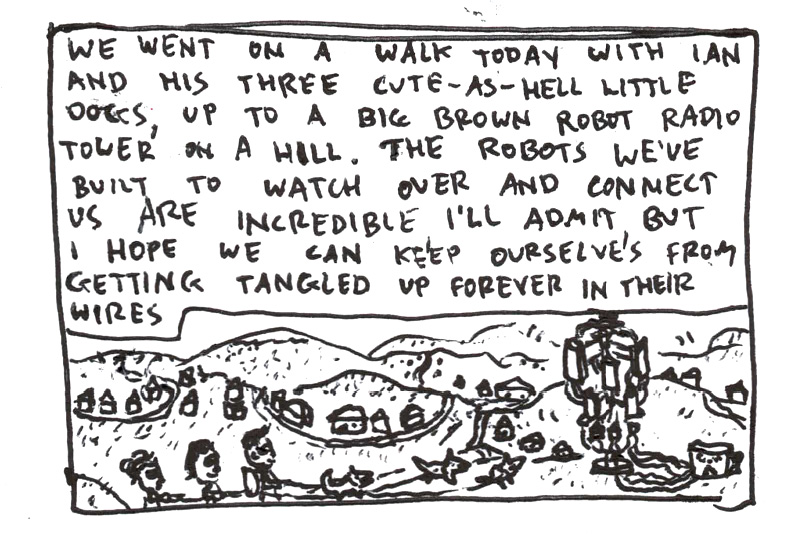 WE WENT ON A WALK TODAY WITH IAN
AND HIS THREE CUTE-AS-HELL LITTLE
DOGS, UP TO A BIG BROWN ROBOT RADIO
TOWER ON A HILL. THE ROBOTS WE'VE
BUILT TO WATCH OVER AND CONNECT
US ARE INCREDIBLE I'LL ADMIT, BUT
I HOPE WE CAN KEEP OURSELVE'S FROM
GETTING TANGLED UP FOREVER IN THEIR
WIRES